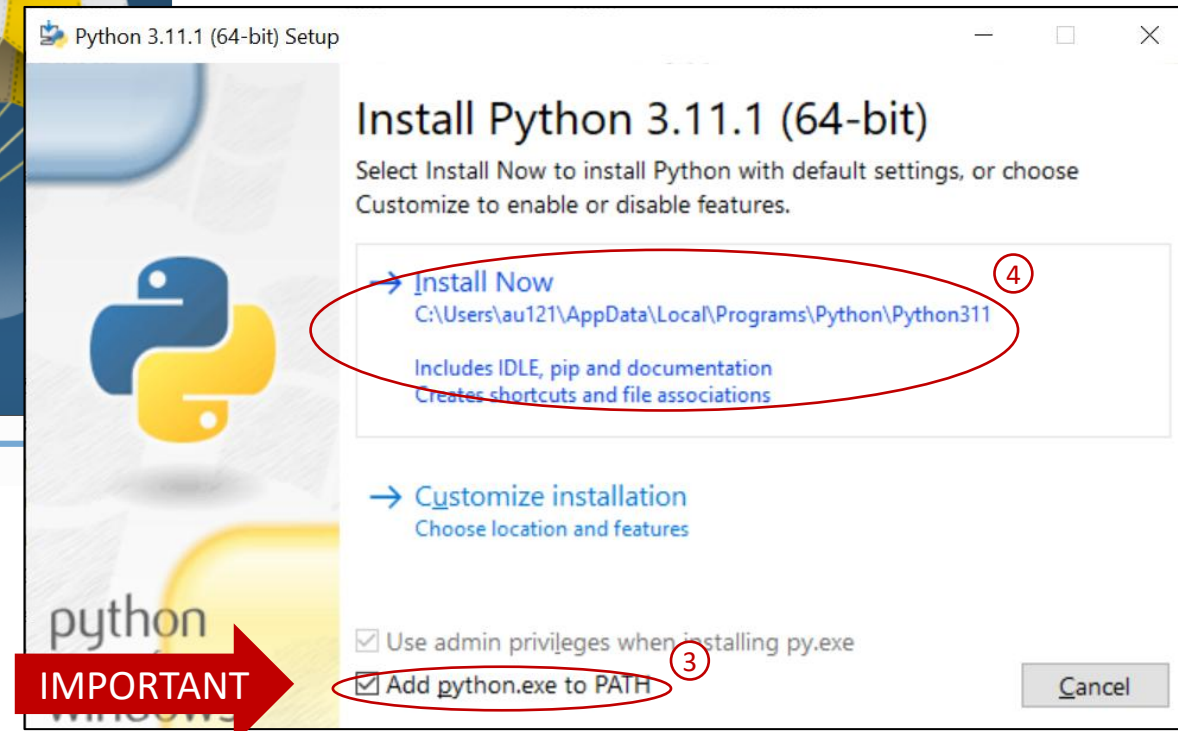 Python 3.11.1 (64-bit) Setup
Install Python 3.11.1 (64-bit)
Select Install Now to install Python with default settings, or choose
Customize to enable or disable features.
Install Now
4
C:\Users\au121\AppData\Local\Programs\Python\Python311
Includes IDLE, pip and documentation
Creates shortcuts and file associations
Customize installation
Choose location and features
python
windows
Use admin privileges when installing py.exe
3
IMPORTANT
Add python.exe to PATH
Cancel